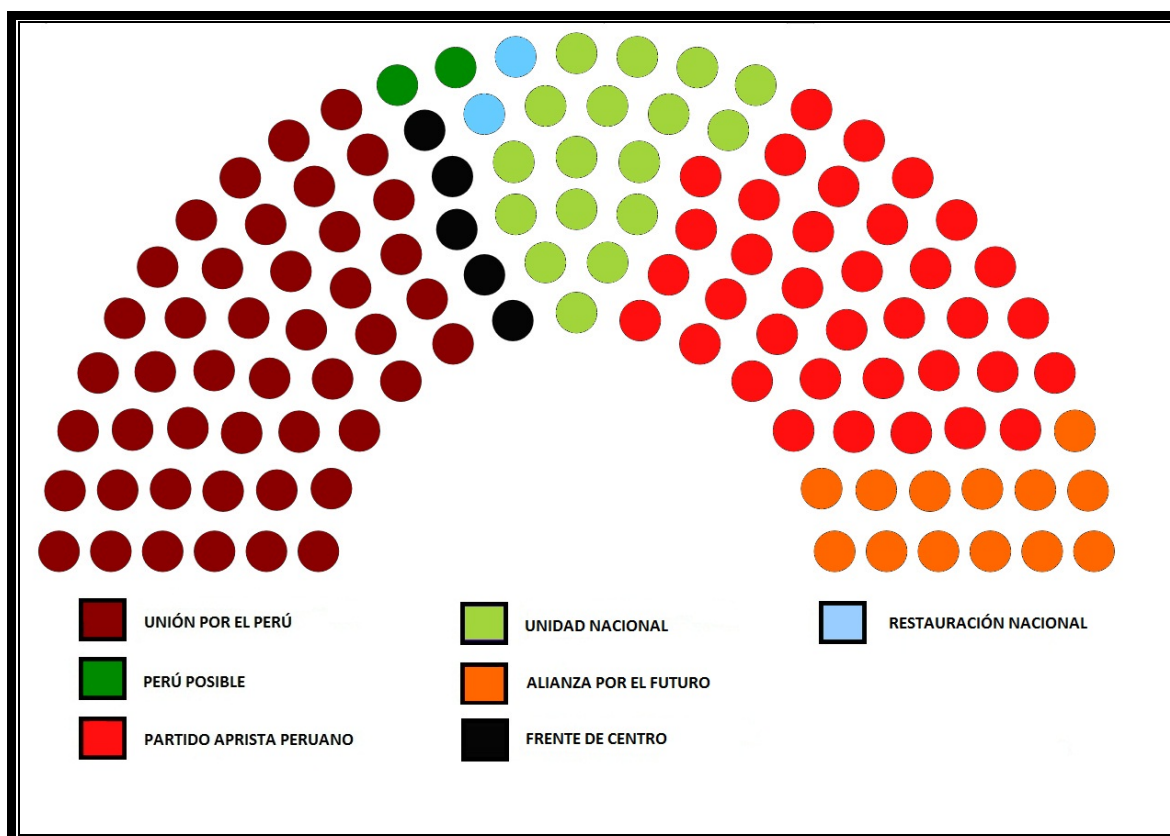 UNIÓN POR EL PERÚ
UNIDAD NACIONAL
RESTAURACIÓN NACIONAL
PERÚ POSIBLE
ALIANZA POR EL FUTURO
PARTIDO APRISTA PERUANO
FRENTE DE CENTRO